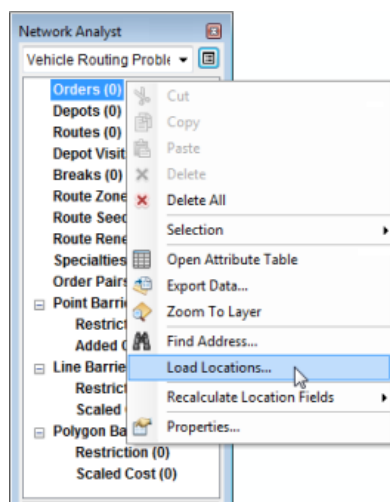 Network Analyst
Vehicle Routing Proble
Orders (0)
Depots (0)
Routes (0)
Depot Visit
Breaks (0)
Route Zone
Route Seed
Route Rene
Specialties
Order Pairs
Point Barrie
Restrict
Added C
Line Barrie
Restrict
Scaled
Polygon Ba
Restriction (0)
Scaled Cost (0)
Cut
Copy
Paste
Delete
Delete All
Selection
Open Attribute Table
Export Data...
Zoom To Layer
Find Address...
Load Locations...
Recalculate Location Fields
Properties...